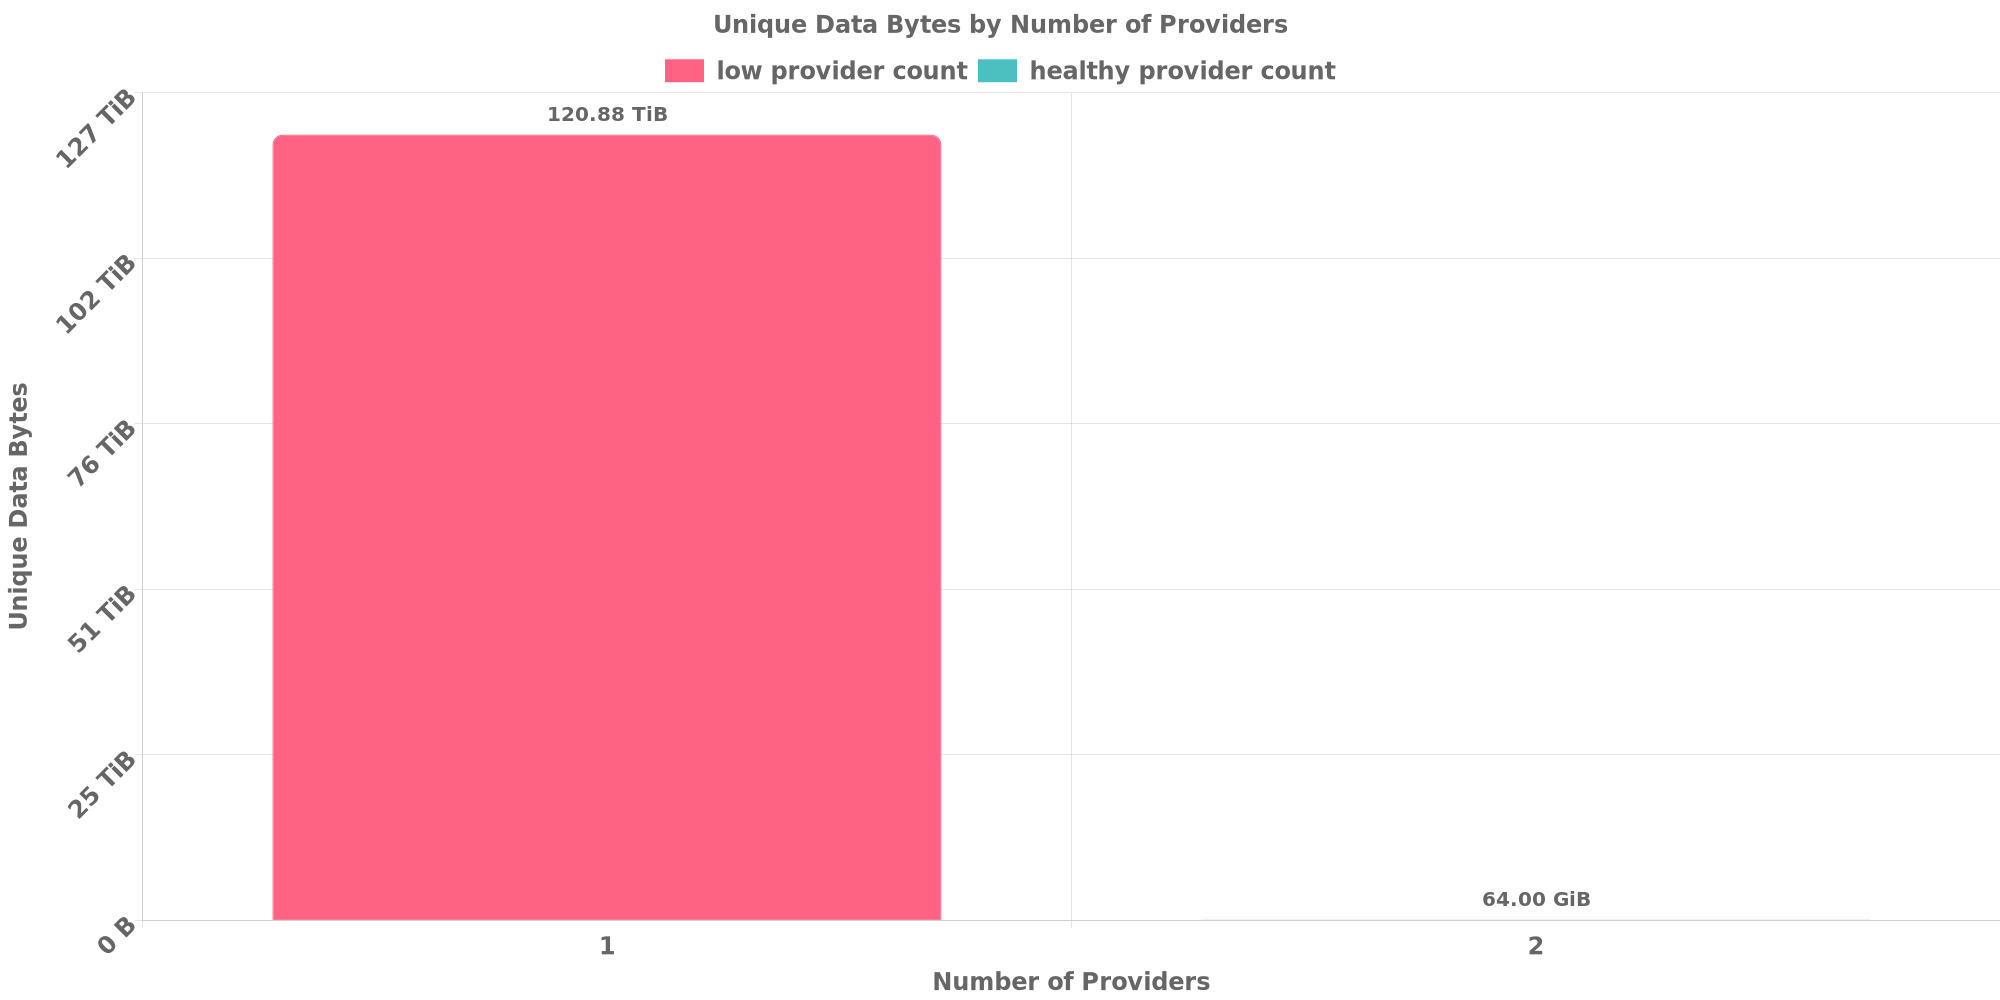 Unique Data Bytes by Number of Providers
low provider count healthy provider count
127 TiB
120.88 TiB
102 TiB
76 TiB
51 TiB
25 TiB
0 B
64.00 GiB
Unique Data Bytes
1 2
Number of Providers